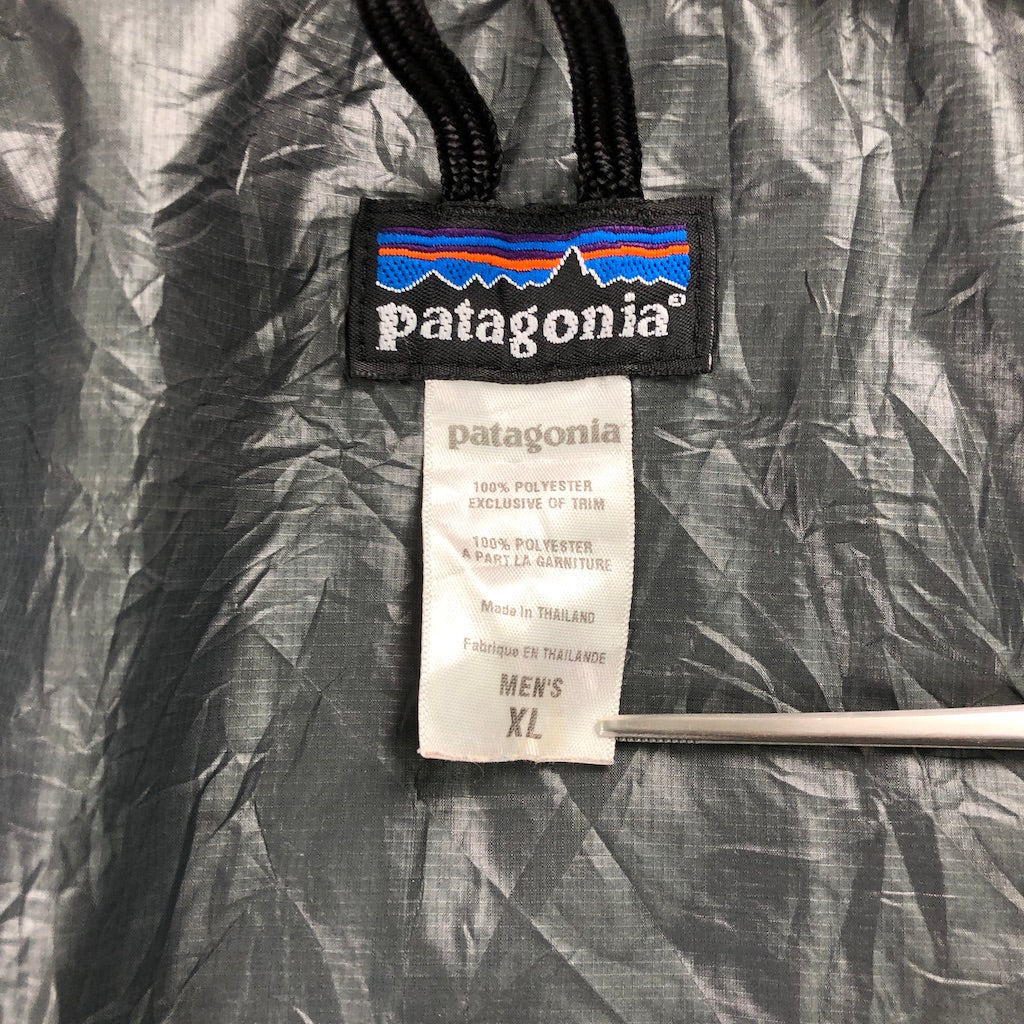 patagonia
patagonia
100% POLYESTER
EXCLUSIVE OF TRIM
100% POLYESTER
À PART LA GARNITURE
Made in THAILAND
Fabrique EN THAILANDE
MEN'S
XL